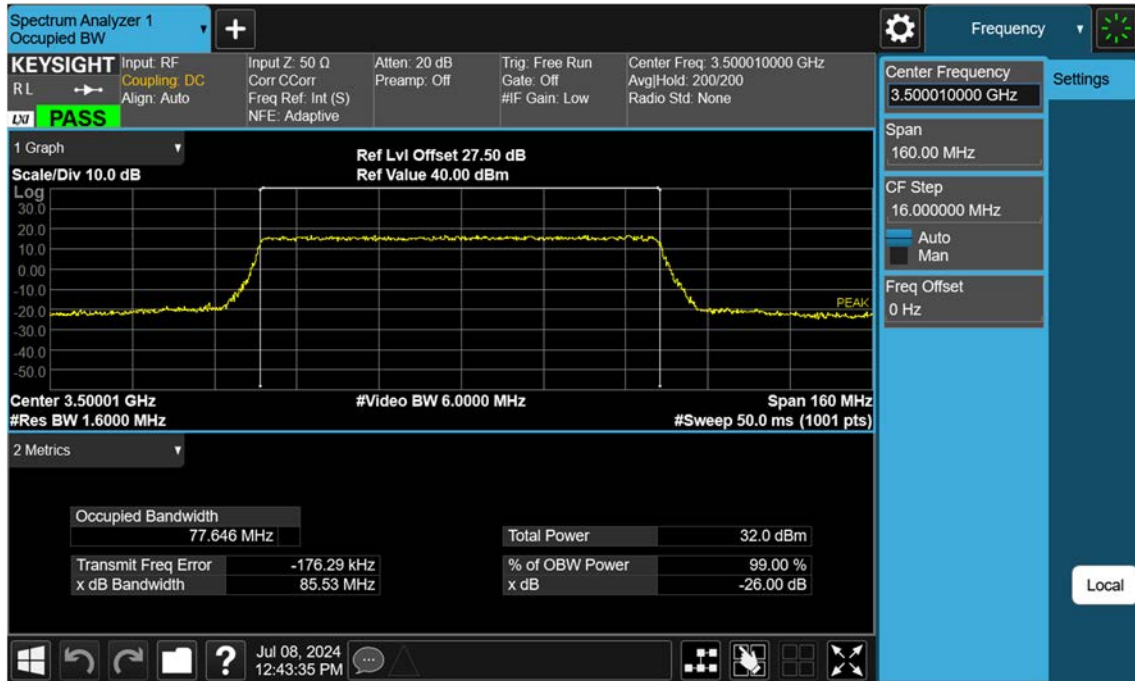 Spectrum Analyzer 1
Occupied BW
+
Frequency
KEYSIGHT
R L
LXI PASS
Input: RF
Coupling: DC
Align: Auto
Input Z: 50 Ω
Corr CCorr
Freq Ref: Int (S)
NFE: Adaptive
Atten: 20 dB
Preamp: Off
Trig: Free Run
Gate: Off
#IF Gain: Low
Center Freq: 3.500010000 GHz
Avg|Hold: 200/200
Radio Std: None
Center Frequency
3.500010000 GHz
Settings
Span
160.00 MHz
CF Step
16.000000 MHz
Auto
Man
Freq Offset
0 Hz
Local
1 Graph
Scale/Div 10.0 dB
Ref Lvl Offset 27.50 dB
Ref Value 40.00 dBm
Log
30.0
20.0
10.0
0.00
-10.0
-20.0
-30.0
-40.0
-50.0
PEAK
Center 3.50001 GHz
#Res BW 1.6000 MHz
#Video BW 6.0000 MHz
Span 160 MHz
#Sweep 50.0 ms (1001 pts)
2 Metrics
Occupied Bandwidth
77.646 MHz
Total Power 32.0 dBm
Transmit Freq Error -176.29 kHz
% of OBW Power 99.00 %
x dB Bandwidth 85.53 MHz
x dB -26.00 dB
?
Jul 08, 2024
12:43:35 PM